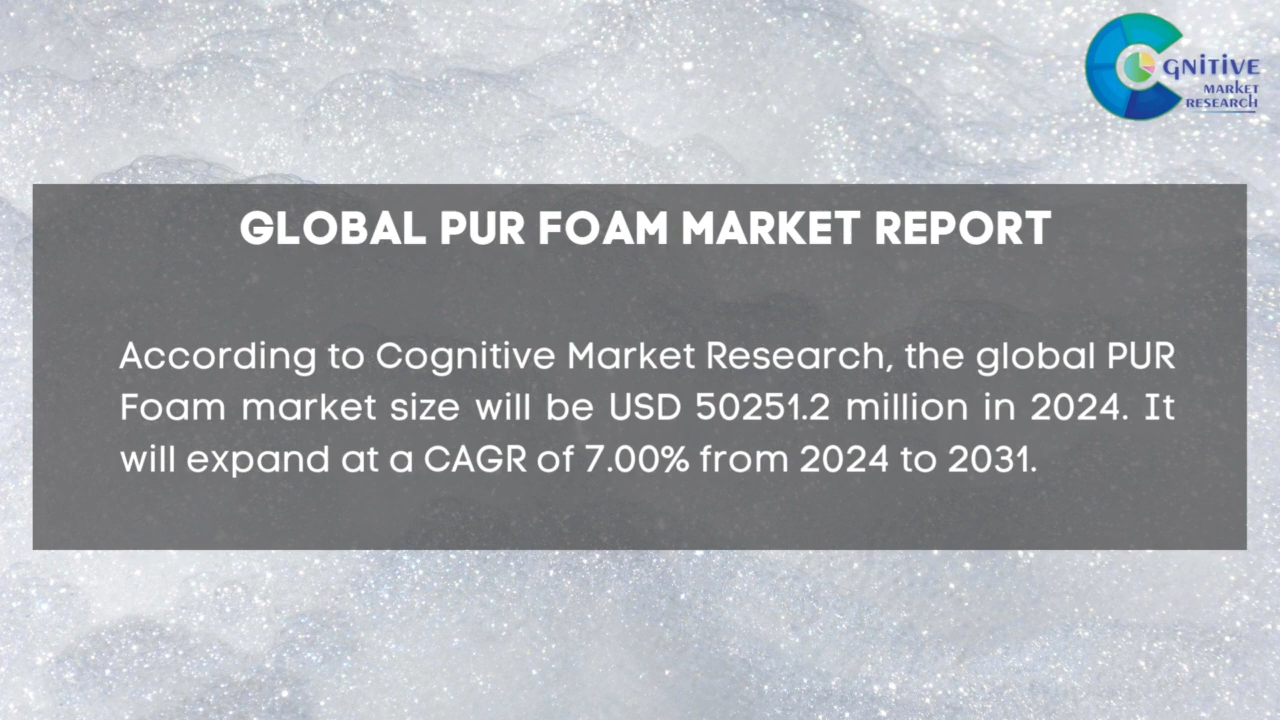 GNITIVE
MARKET
RESEARCH
GLOBAL PUR FOAM MARKET REPORT
According to Cognitive Market Research, the global PUR
Foam market size will be USD 50251.2 million in 2024. It
will expand at a CAGR of 7.00% from 2024 to 2031.